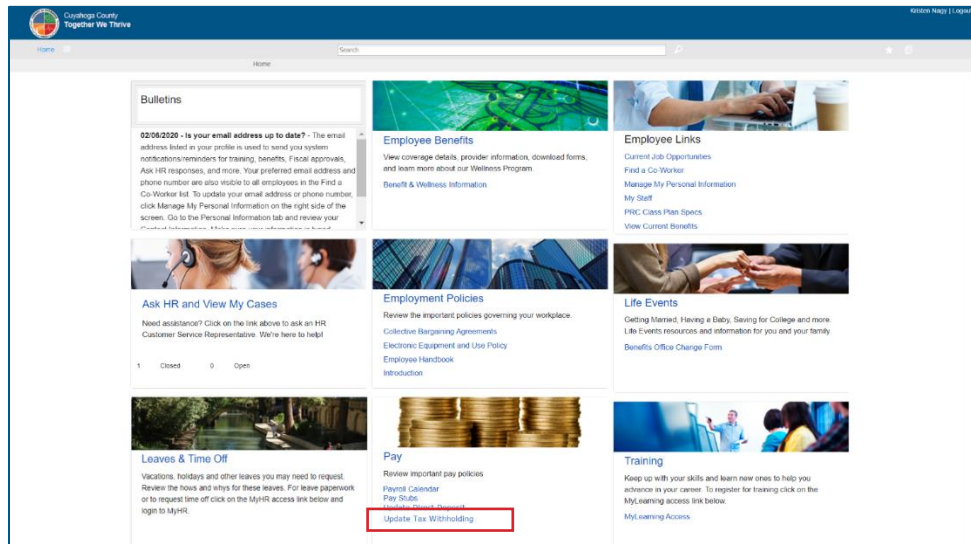 Cuyahoga County
Together We Thrive
Kristen Nagy | Logout
Home
Search
Home
Bulletins
02/06/2020 - Is your email address up to date? - The email
address listed in your profile is used to send you system
notifications/reminders for training, benefits, Fiscal approvals,
Ask HR responses, and more. Your preferred email address and
phone number are also visible to all employees in the Find a
Co-Worker list. To update your email address or phone number,
click Manage My Personal Information on the right side of the
screen. Go to the Personal Information tab and review your
Contact Information. Make sure your information is typed
Employee Benefits
View coverage details, provider information, download forms,
and learn more about our Wellness Program.
Benefit & Wellness Information
Employee Links
Current Job Opportunities
Find a Co-Worker
Manage My Personal Information
My Staff
PRC Class Plan Specs
View Current Benefits
Ask HR and View My Cases
Need assistance? Click on the link above to ask an HR
Customer Service Representative. We're here to help!
1 Closed 0 Open
Employment Policies
Review the important policies governing your workplace.
Collective Bargaining Agreements
Electronic Equipment and Use Policy
Employee Handbook
Introduction
Life Events
Getting Married, Having a Baby, Saving for College and more.
Life Events resources and information for you and your family.
Benefits Office Change Form
Leaves & Time Off
Vacations, holidays and other leaves you may need to request.
Review the hows and whys for these leaves. For leave paperwork
or to request time off click on the MyHR access link below and
login to MyHR.
Pay
Review important pay policies
Payroll Calendar
Pay Stubs
Update Direct Deposit
Update Tax Withholding
Training
Keep up with your skills and learn new ones to help you
advance in your career. To register for training click on the
MyLearning access link below.
MyLearning Access